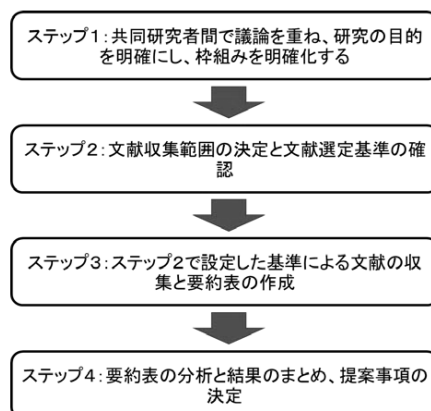 ステップ1：共同研究者間で議論を重ね、研究の目的
を明確にし、枠組みを明確化する
ステップ２：文献収集範囲の決定と文献選定基準の確
認
ステップ３：ステップ２で設定した基準による文献の収
集と要約表の作成
ステップ４：要約表の分析と結果のまとめ、提案事項の
決定